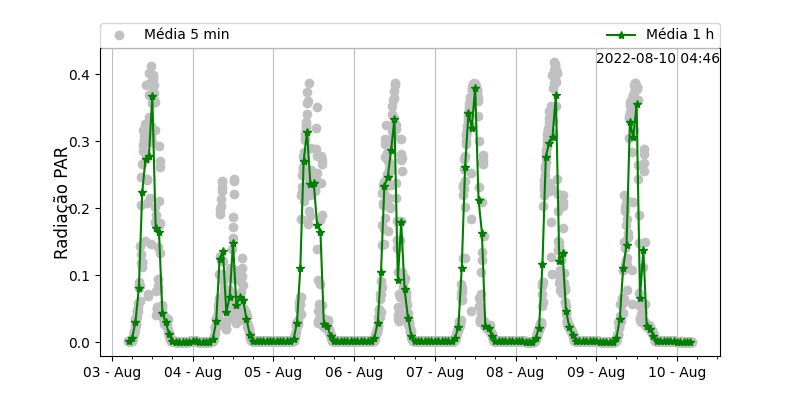 Média 5 min
Média 1 h
2022-08-10 04:46
Radiação PAR
0.4
0.3
0.2
0.1
0.0
03 - Aug
04 - Aug
05 - Aug
06 - Aug
07 - Aug
08 - Aug
09 - Aug
10 - Aug